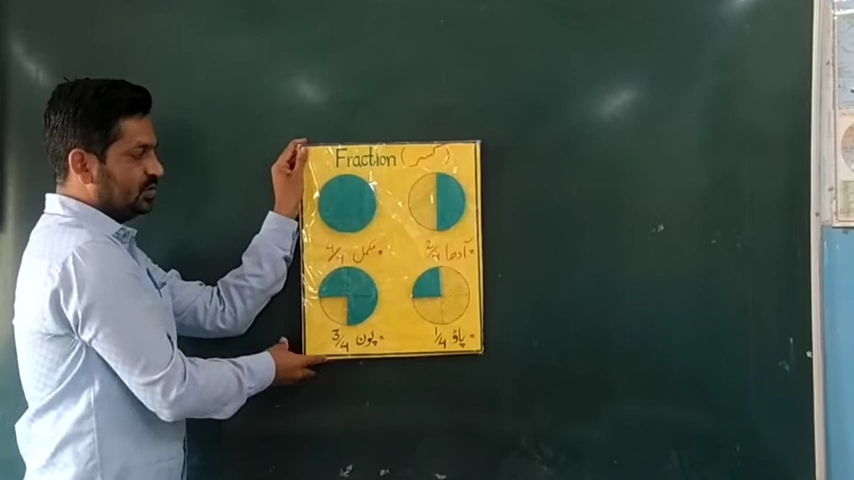 Fraction (کسر)
مکمل 4/4
آدھا 2/4
پون 3/4
پاؤ 1/4